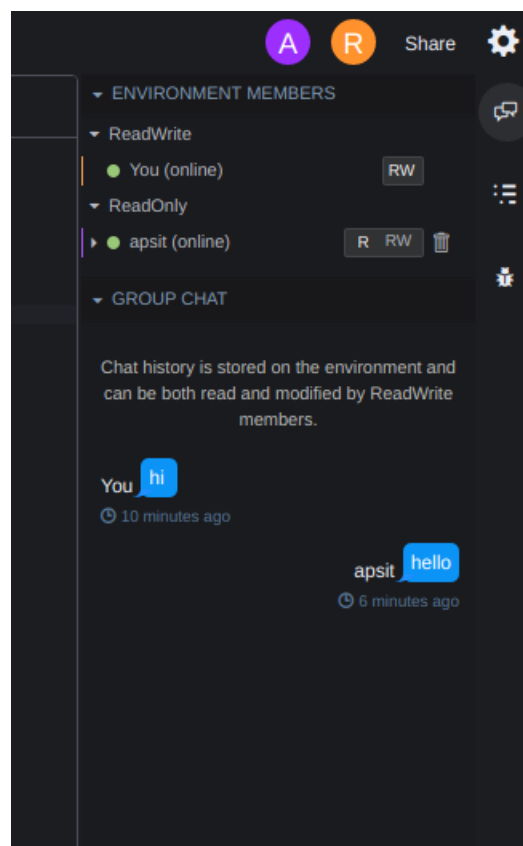 A R Share
ENVIRONMENT MEMBERS
ReadWrite
You (online) RW
ReadOnly
apsit (online) R RW
GROUP CHAT
Chat history is stored on the environment and
can be both read and modified by ReadWrite
members.
You hi
10 minutes ago
apsit hello
6 minutes ago